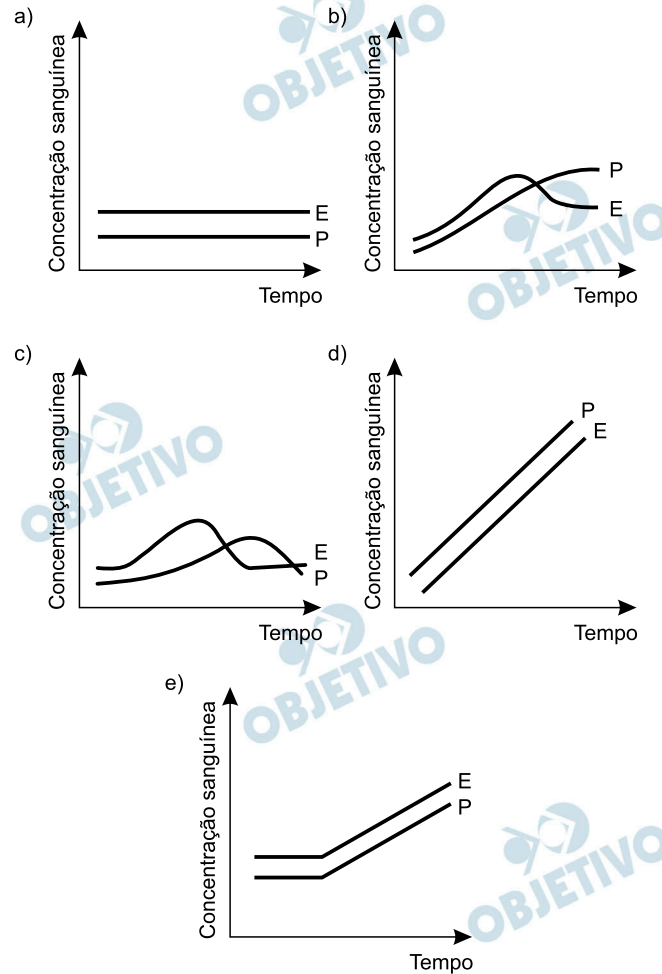 a)
Concentração sanguínea
E
P
Tempo
OBJETIVO
b)
Concentração sanguínea
P
E
Tempo
OBJETIVO
c)
Concentração sanguínea
E
P
Tempo
OBJETIVO
d)
Concentração sanguínea
P
E
Tempo
OBJETIVO
e)
Concentração sanguínea
E
P
Tempo
OBJETIVO